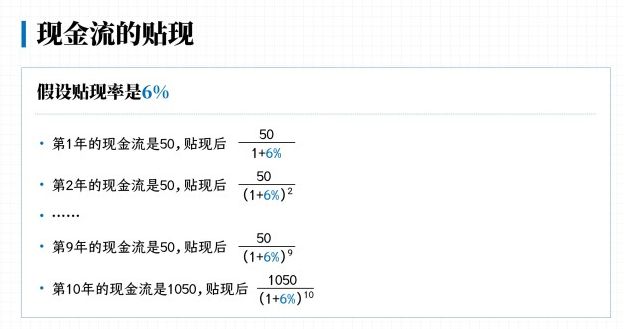 现金流的贴现
假设贴现率是6%
• 第1年的现金流是50,贴现后 50/(1+6%)
• 第2年的现金流是50,贴现后 50/(1+6%)²
• ……
• 第9年的现金流是50,贴现后 50/(1+6%)⁹
• 第10年的现金流是1050,贴现后 1050/(1+6%)¹⁰